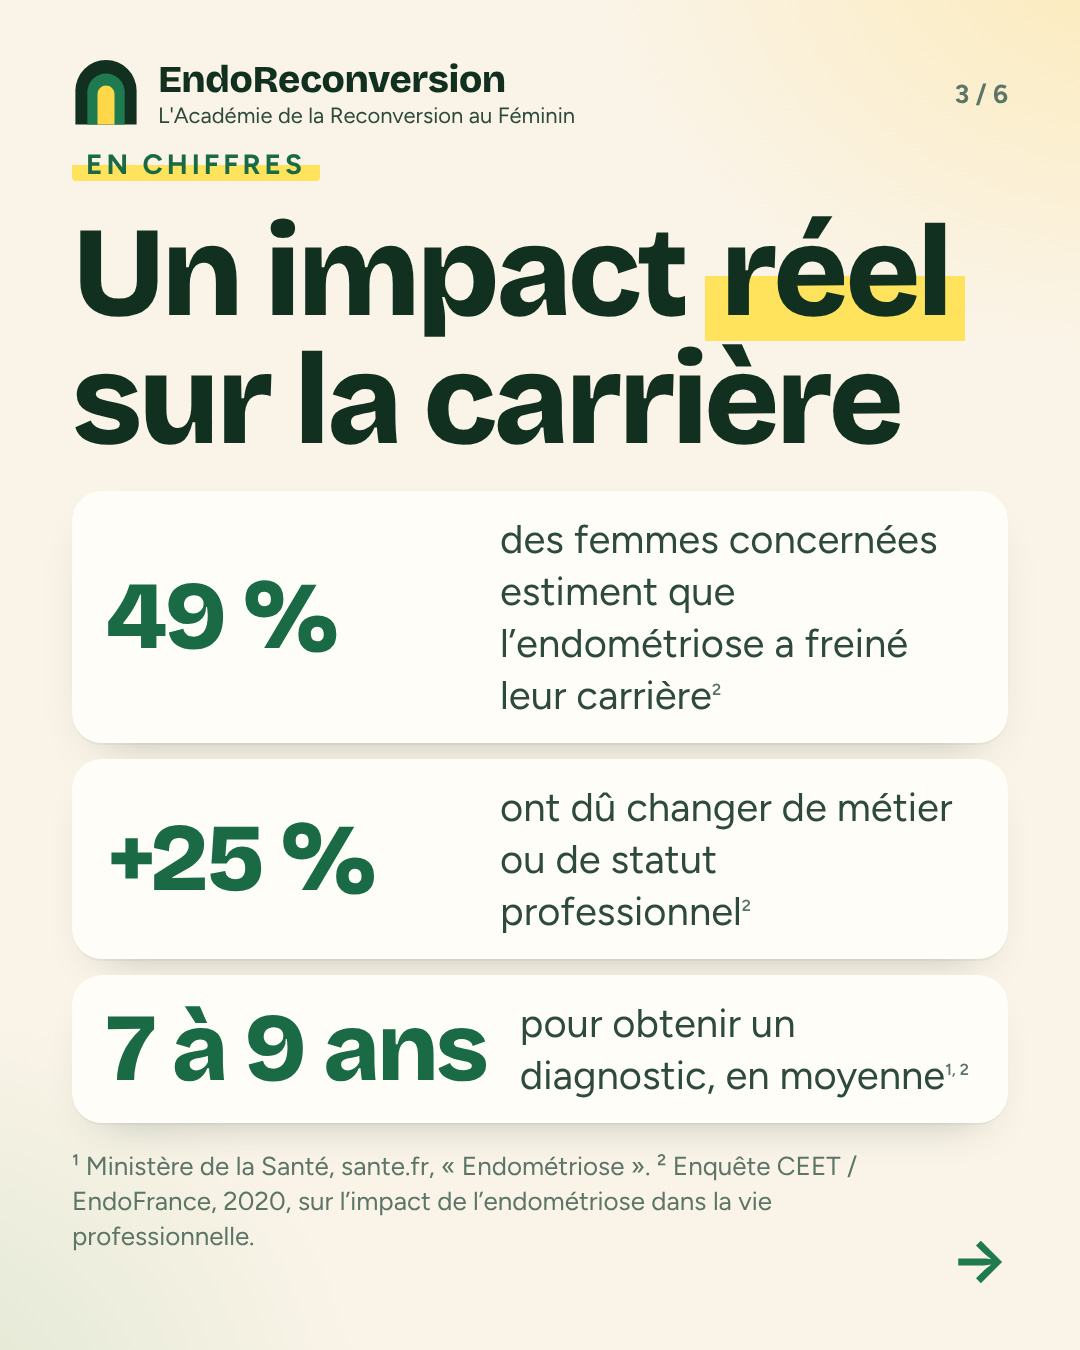 EndoReconversion
L'Académie de la Reconversion au Féminin
3 / 6
EN CHIFFRES
Un impact réel
sur la carrière
49 %
des femmes concernées
estiment que
l’endométriose a freiné
leur carrière²
+25 %
ont dû changer de métier
ou de statut
professionnel²
7 à 9 ans
pour obtenir un
diagnostic, en moyenne¹, ²
¹ Ministère de la Santé, sante.fr, « Endométriose ». ² Enquête CEET /
EndoFrance, 2020, sur l’impact de l’endométriose dans la vie
professionnelle.